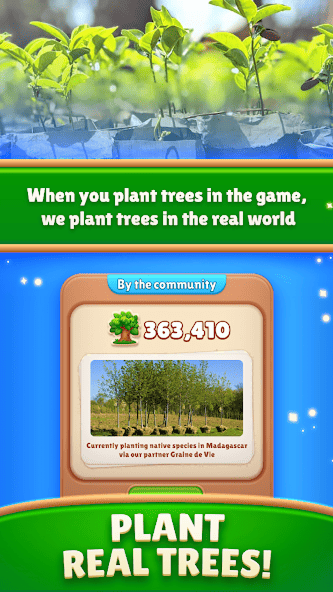 When you plant trees in the game,
we plant trees in the real world
By the community
363,410
Currently planting native species in Madagascar
via our partner Graine de Vie
PLANT
REAL TREES!